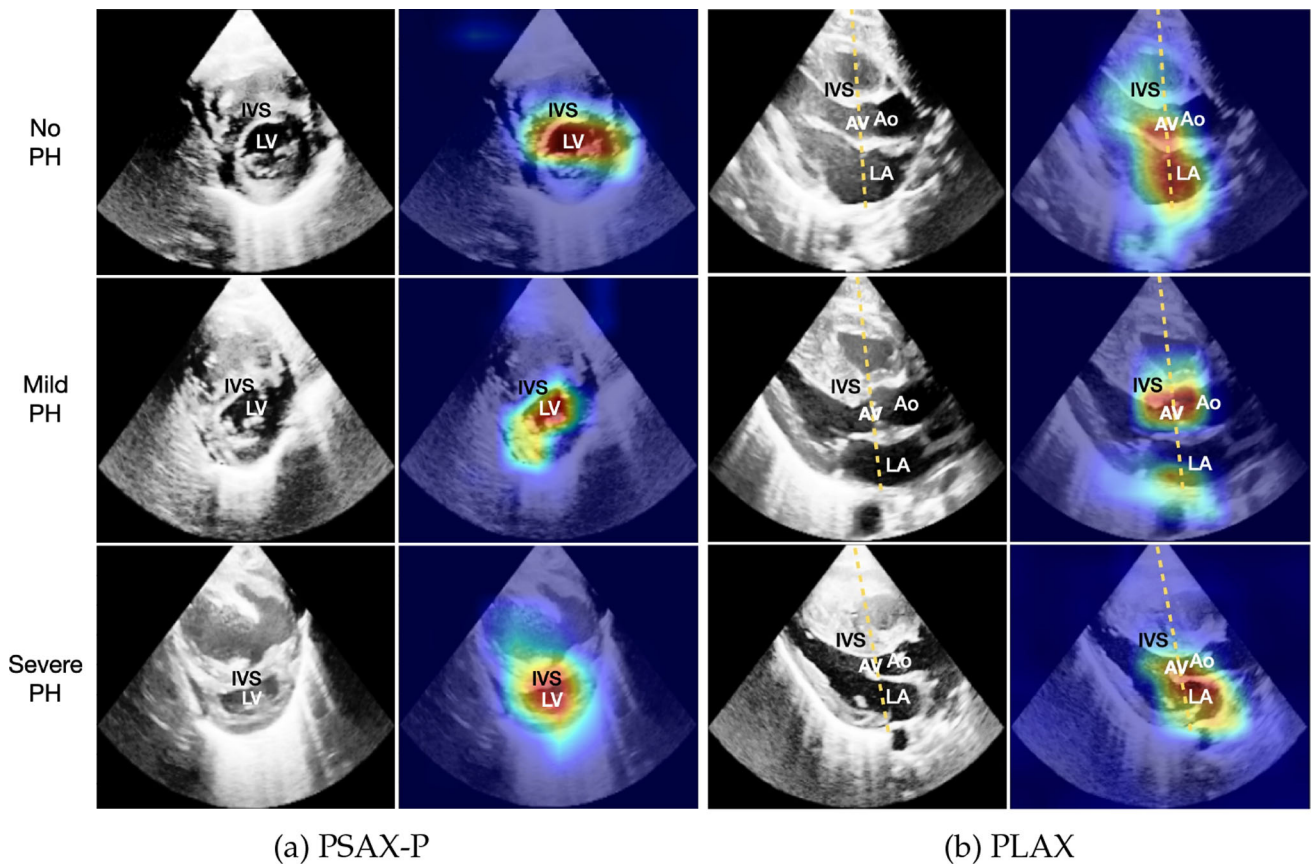 No
PH
IVS
LV
IVS
LV
IVS
AV Ao
LA
IVS
AV Ao
LA
Mild
PH
IVS
LV
IVS
LV
IVS
AV Ao
LA
IVS
AV Ao
LA
Severe
PH
IVS
LV
IVS
LV
IVS
AV Ao
LA
IVS
AV Ao
LA
(a) PSAX-P
(b) PLAX